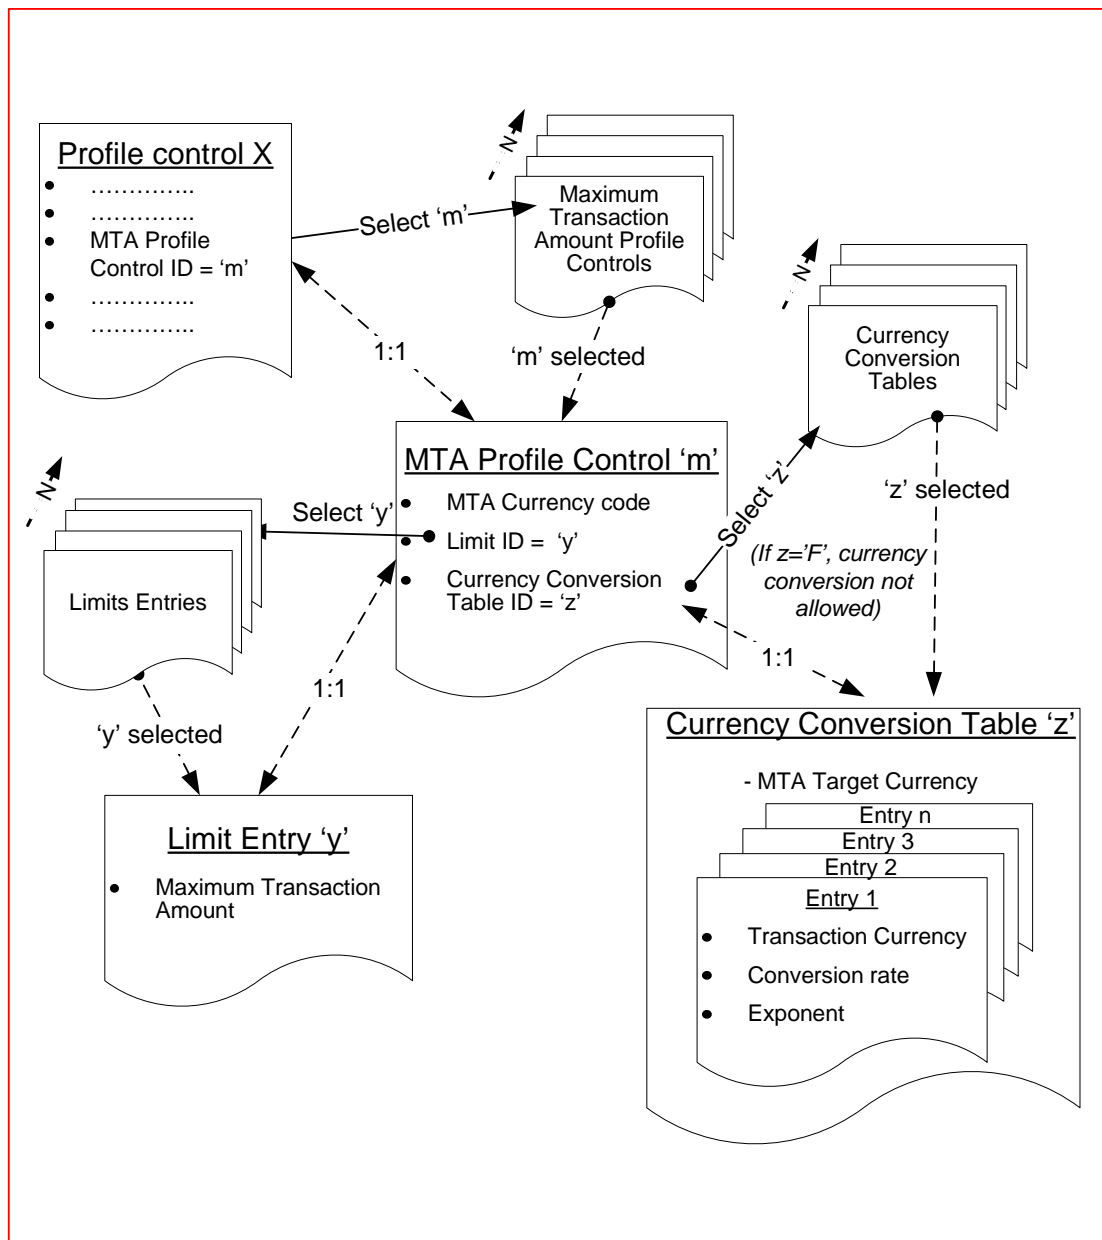 Profile control X
• …………..
• …………..
• MTA Profile
Control ID = ‘m’
• …………..
• …………..
Select ‘m’
N
Maximum
Transaction
Amount Profile
Controls
1:1
‘m’ selected
N
Currency
Conversion
Tables
MTA Profile Control ‘m’
• MTA Currency code
• Limit ID = ‘y’
• Currency Conversion
Table ID = ‘z’
Select ‘y’
N
Limits Entries
Select ‘z’
‘z’ selected
(If z=’F’, currency
conversion not
allowed)
1:1
1:1
‘y’ selected
Limit Entry ‘y’
• Maximum Transaction
Amount
Currency Conversion Table ‘z’
- MTA Target Currency
Entry n
Entry 3
Entry 2
Entry 1
• Transaction Currency
• Conversion rate
• Exponent